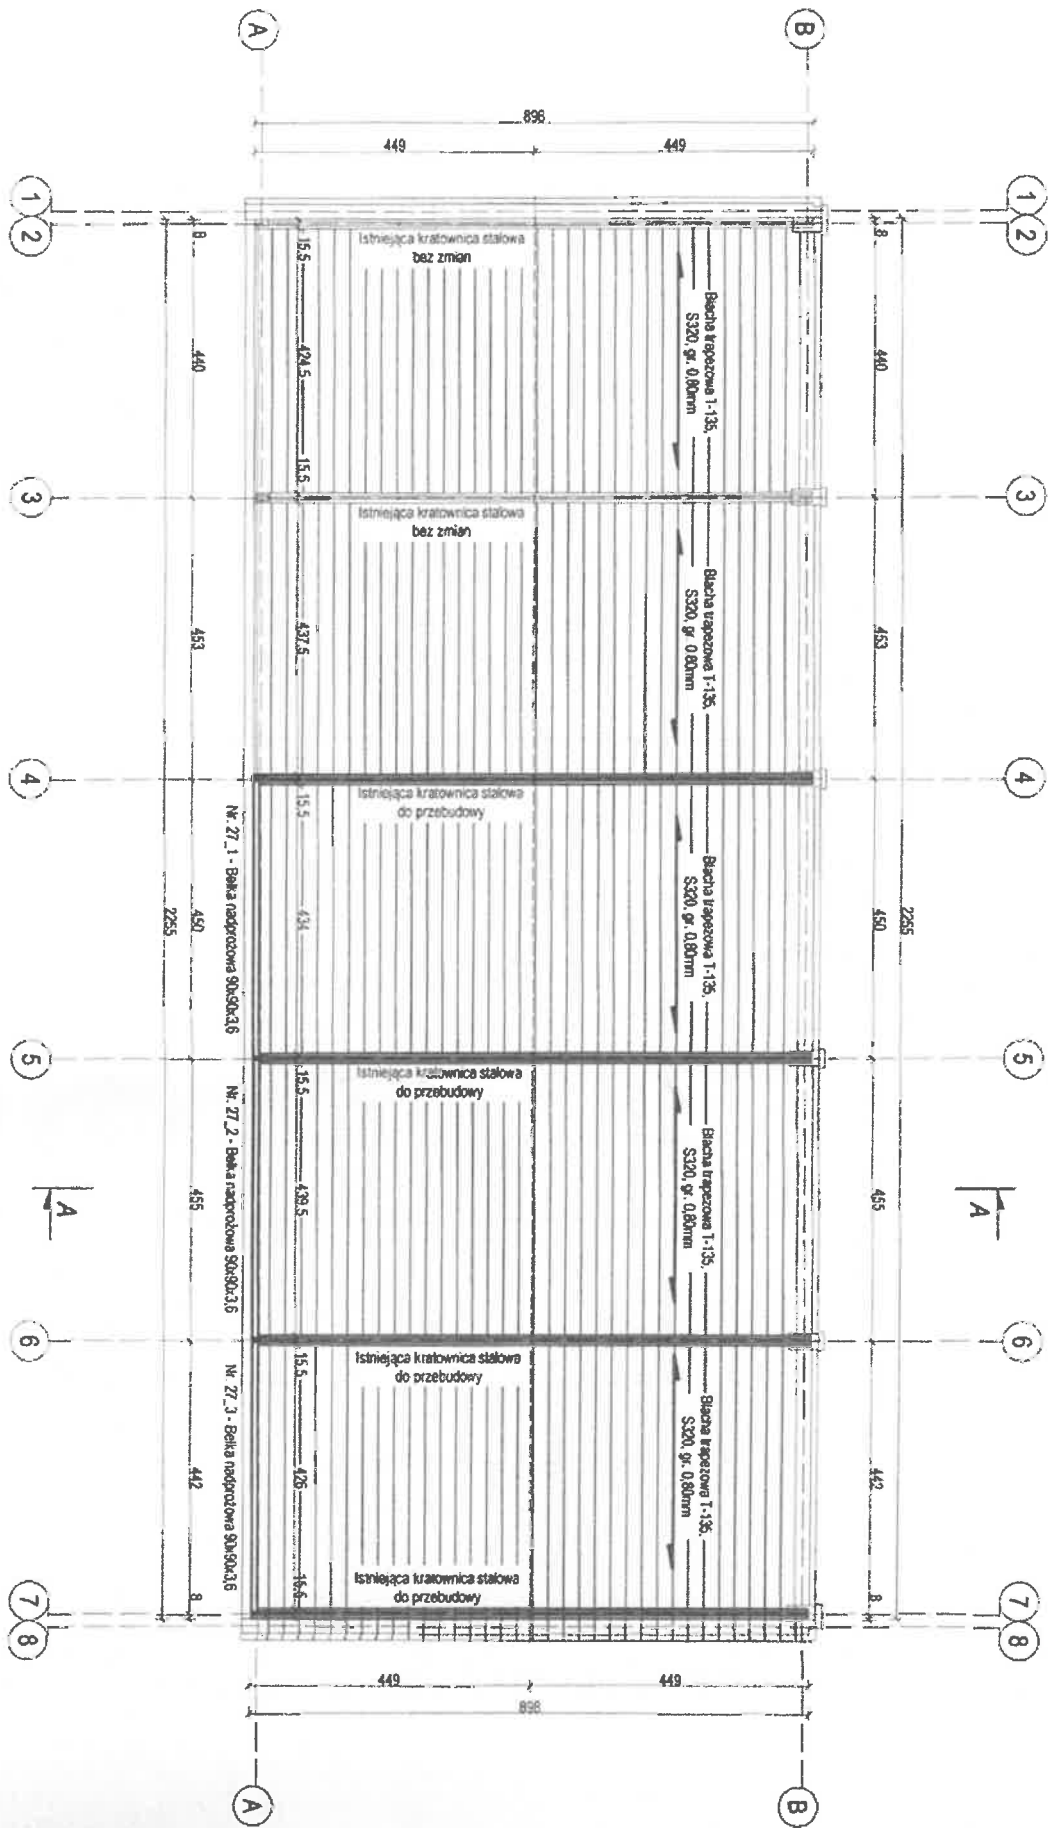 A
B
898
449
449
1
2
1
2
8
8
15.5
Istniejąca kratownica stalowa
bez zmian
Blacha trapezowa T-135,
S320, gr. 0,80mm
440
424.5
440
15.5
3
3
Istniejąca kratownica stalowa
bez zmian
Blacha trapezowa T-135,
S320, gr. 0,80mm
453
437.5
453
4
4
Istniejąca kratownica stalowa
do przebudowy
15.5
Blacha trapezowa T-135,
S320, gr. 0,80mm
Nr. 27_1 - Belka nadprożowa 90x90x3,6
2255
450
434
450
2255
5
5
Istniejąca kratownica stalowa
do przebudowy
15.5
Blacha trapezowa T-135,
S320, gr. 0,80mm
Nr. 27_2 - Belka nadprożowa 90x90x3,6
A
455
439.5
455
A
6
6
Istniejąca kratownica stalowa
do przebudowy
15.5
Blacha trapezowa T-135,
S320, gr. 0,80mm
Nr. 27_3 - Belka nadprożowa 90x90x3,6
442
426
442
15.5
Istniejąca kratownica stalowa
do przebudowy
8
8
7
8
7
8
449
449
898
A
B